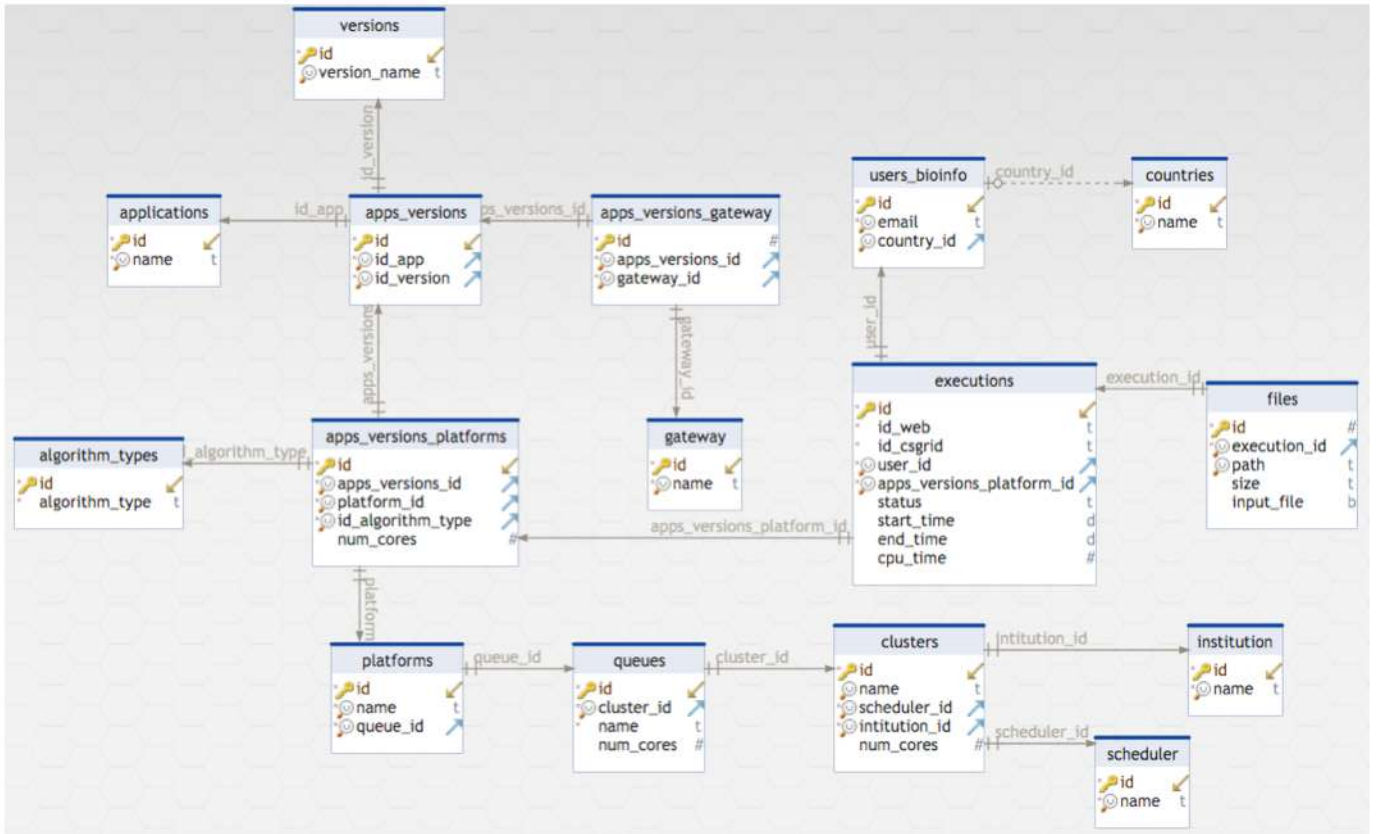 versions
id
version_name t
id_version
applications
id
name t
id_app
apps_versions
id
id_app
id_version
ps_versions_id
apps_versions_gateway
id #
apps_versions_id
gateway_id
users_bioinfo
id
email t
country_id
country_id
countries
id
name t
apps_versions
gateway_id
user_id
algorithm_types
id
algorithm_type t
l_algorithm_type
apps_versions_platforms
id
apps_versions_id
platform_id
id_algorithm_type
num_cores #
gateway
id
name t
executions
id
id_web t
id_csgrid t
user_id
apps_versions_platform_id
status t
start_time d
end_time d
cpu_time #
execution_id
files
id #
execution_id
path t
size t
input_file b
apps_versions_platform_id
platform
platforms
id
name t
queue_id
queue_id
queues
id
cluster_id
name t
num_cores #
cluster_id
clusters
id
name t
scheduler_id
intitution_id
num_cores #
intitution_id
institution
id
name t
scheduler_id
scheduler
id
name t